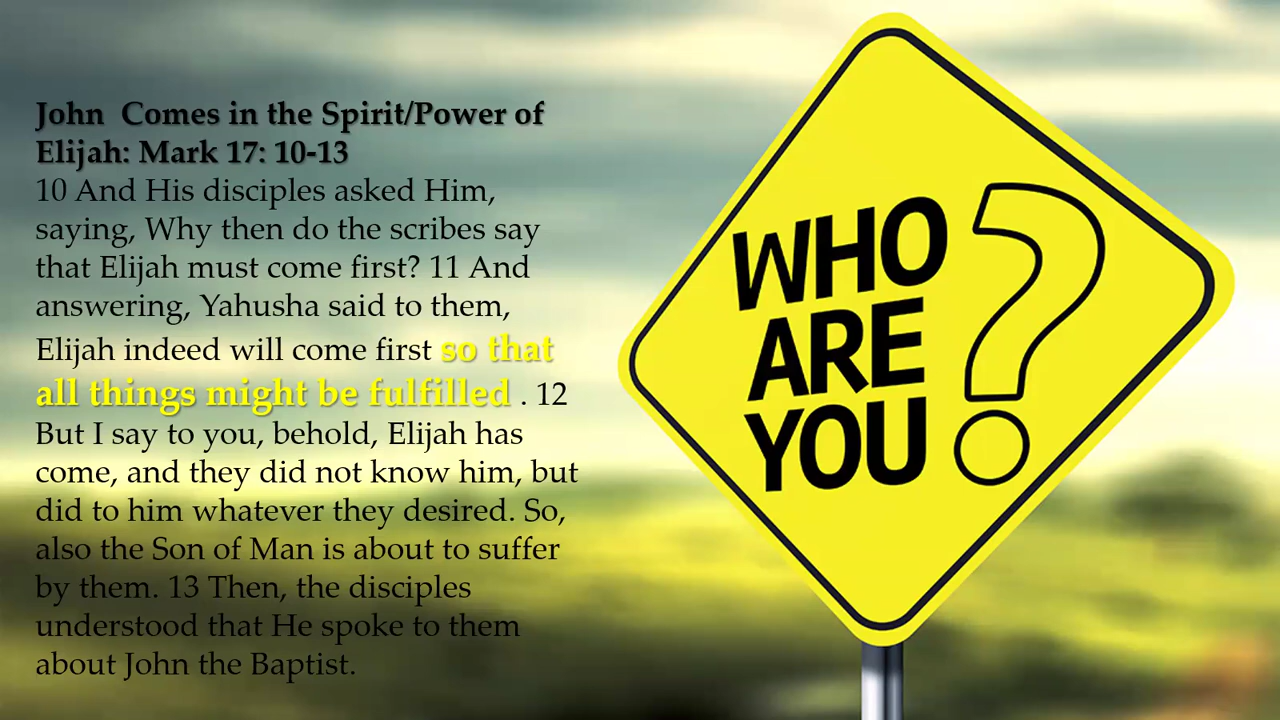 John  Comes in the Spirit/Power of
Elijah: Mark 17: 10-13
10 And His disciples asked Him,
saying, Why then do the scribes say
that Elijah must come first? 11 And
answering, Yahusha said to them,
Elijah indeed will come first so that
all things might be fulfilled . 12
But I say to you, behold, Elijah has
come, and they did not know him, but
did to him whatever they desired. So,
also the Son of Man is about to suffer
by them. 13 Then, the disciples
understood that He spoke to them
about John the Baptist.
WHO
ARE
YOU?